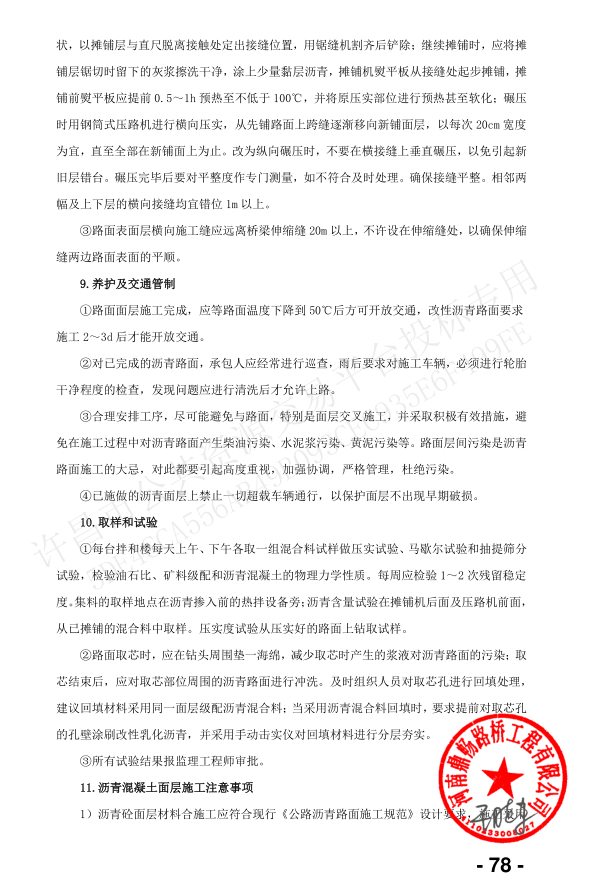 状，以摊铺层与直尺脱离接触处定出接缝位置，用锯缝机割齐后铲除；继续摊铺时，应将摊
铺层锯切时留下的灰浆擦洗干净，涂上少量黏层沥青，摊铺机熨平板从接缝处起步摊铺，摊
铺前熨平板应提前 0.5～1h 预热至不低于 100℃，并将原压实部位进行预热甚至软化；碾压
时用钢筒式压路机进行横向压实，从先铺路面上跨缝逐渐移向新铺面层，以每次 20cm 宽度
为宜，直至全部在新铺面上为止。改为纵向碾压时，不要在横接缝上垂直碾压，以免引起新
旧层错台。碾压完毕后要对平整度作专门测量，如不符合及时处理。确保接缝平整。相邻两
幅及上下层的横向接缝均宜错位 1m 以上。
③路面表面层横向施工缝应远离桥梁伸缩缝 20m 以上，不许设在伸缩缝处，以确保伸缩
缝两边路面表面的平顺。
9.养护及交通管制
①路面面层施工完成，应等路面温度下降到 50℃后方可开放交通，改性沥青路面要求
施工 2～3d 后才能开放交通。
②对已完成的沥青路面，承包人应经常进行巡查，雨后要求对施工车辆，必须进行轮胎
干净程度的检查，发现问题应进行清洗后才允许上路。
③合理安排工序，尽可能避免与路面，特别是面层交叉施工，并采取积极有效措施，避
免在施工过程中对沥青路面产生柴油污染、水泥浆污染、黄泥污染等。路面层间污染是沥青
路面施工的大忌，对此都要引起高度重视，加强协调，严格管理，杜绝污染。
④已施做的沥青面层上禁止一切超载车辆通行，以保护面层不出现早期破损。
10.取样和试验
①每台拌和楼每天上午、下午各取一组混合料试样做压实试验、马歇尔试验和抽提筛分
试验，检验油石比、矿料级配和沥青混凝土的物理力学性质。每周应检验 1～2 次残留稳定
度。集料的取样地点在沥青掺入前的热拌设备旁；沥青含量试验在摊铺机后面及压路机前面，
从已摊铺的混合料中取样。压实度试验从压实好的路面上钻取试样。
②路面取芯时，应在钻头周围垫一海绵，减少取芯时产生的浆液对沥青路面的污染；取
芯结束后，应对取芯部位周围的沥青路面进行冲洗。及时组织人员对取芯孔进行回填处理，
建议回填材料采用同一面层级配沥青混合料；当采用沥青混合料回填时，要求提前对取芯孔
的孔壁涂刷改性乳化沥青，并采用手动击实仪对回填材料进行分层夯实。
③所有试验结果报监理工程师审批。
11.沥青混凝土面层施工注意事项
1）沥青砼面层材料合施工应符合现行《公路沥青路面施工规范》设计要求，施工采用
河南鼎畅路桥工程有限公司
- 78 -
许昌市公共资源交易平台投标专用